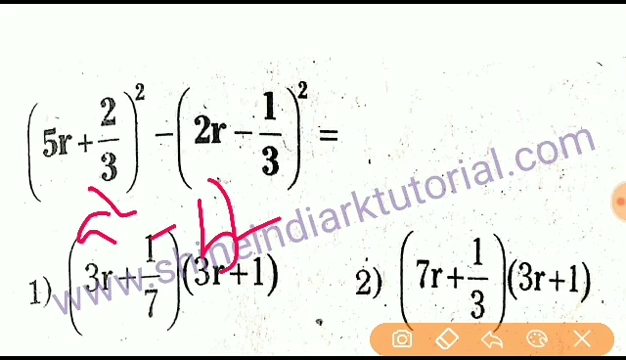 (5r + 2/3)² − (2r − 1/3)² =
1) (3r + 1/7)(3r + 1) 2) (7r + 1/3)(3r + 1)
www.shineindiarktutorial.com